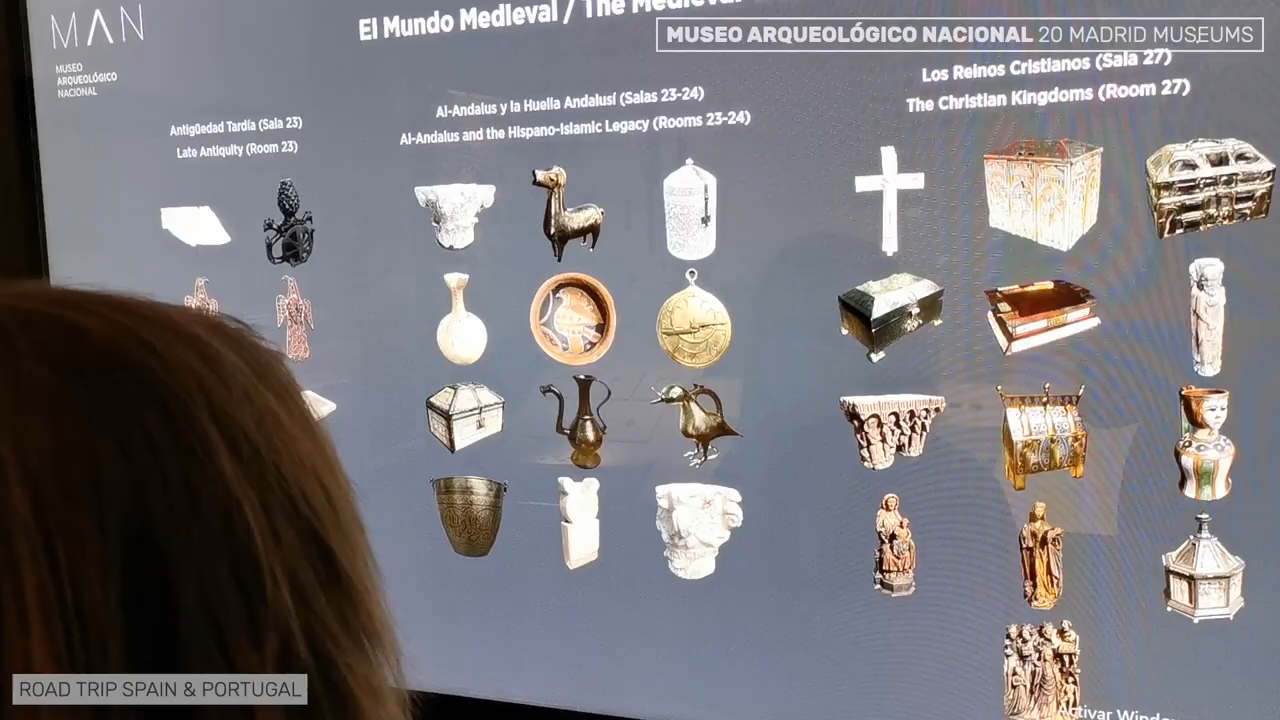 MAN
MUSEO
ARQUEOLÓGICO
NACIONAL
El Mundo Medieval / The Medieval
MUSEO ARQUEOLÓGICO NACIONAL 20 MADRID MUSEUMS
Antigüedad Tardía (Sala 23)
Late Antiquity (Room 23)
Al-Andalus y la Huella Andalusí (Salas 23-24)
Al-Andalus and the Hispano-Islamic Legacy (Rooms 23-24)
Los Reinos Cristianos (Sala 27)
The Christian Kingdoms (Room 27)
ROAD TRIP SPAIN & PORTUGAL
Activar